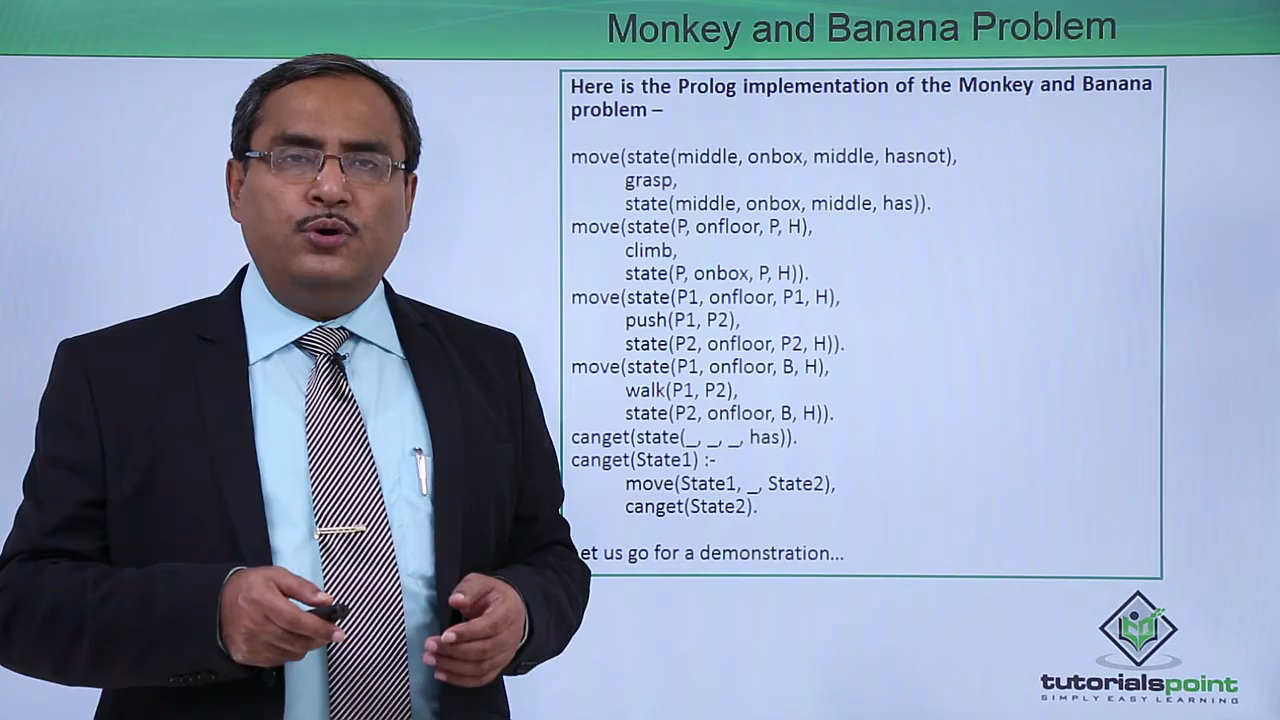 Monkey and Banana Problem
Here is the Prolog implementation of the Monkey and Banana
problem –
move(state(middle, onbox, middle, hasnot),
grasp,
state(middle, onbox, middle, has)).
move(state(P, onfloor, P, H),
climb,
state(P, onbox, P, H)).
move(state(P1, onfloor, P1, H),
push(P1, P2),
state(P2, onfloor, P2, H)).
move(state(P1, onfloor, B, H),
walk(P1, P2),
state(P2, onfloor, B, H)).
canget(state(_, _, _, has)).
canget(State1) :-
move(State1, _, State2),
canget(State2).
et us go for a demonstration...
tutorialspoint
SIMPLY EASY LEARNING